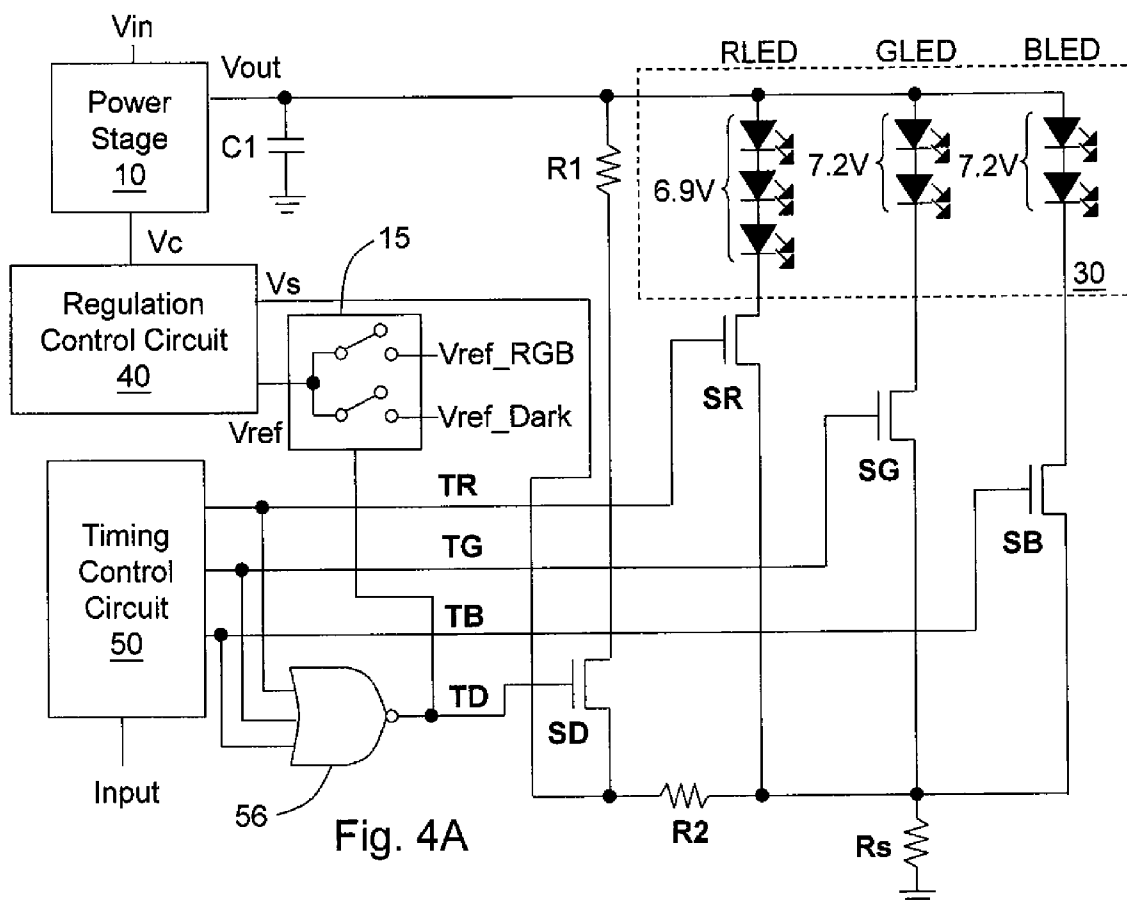 Vin
Vout
RLED
GLED
BLED
Power
Stage
10
C1
R1
6.9V
7.2V
7.2V
30
Vc
15
Vs
Regulation
Control Circuit
40
Vref_RGB
Vref_Dark
Vref
SR
SG
SB
TR
TG
TB
Timing
Control
Circuit
50
TD
SD
Input
56
R2
Rs
Fig. 4A